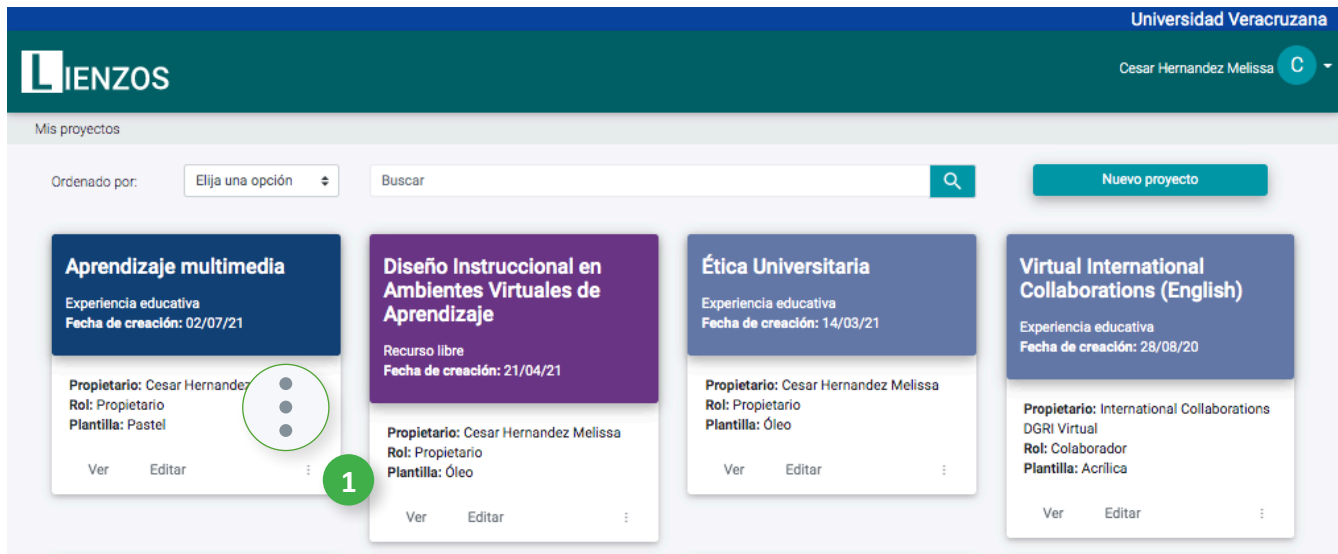 Universidad Veracruzana
LIENZOS
Cesar Hernandez Melissa C
Mis proyectos
Ordenado por: Elija una opción Buscar Nuevo proyecto
Aprendizaje multimedia
Experiencia educativa
Fecha de creación: 02/07/21
Propietario: Cesar Hernandez
Rol: Propietario
Plantilla: Pastel
Ver Editar
1
Diseño Instruccional en
Ambientes Virtuales de
Aprendizaje
Recurso libre
Fecha de creación: 21/04/21
Propietario: Cesar Hernandez Melissa
Rol: Propietario
Plantilla: Óleo
Ver Editar
Ética Universitaria
Experiencia educativa
Fecha de creación: 14/03/21
Propietario: Cesar Hernandez Melissa
Rol: Propietario
Plantilla: Óleo
Ver Editar
Virtual International
Collaborations (English)
Experiencia educativa
Fecha de creación: 28/08/20
Propietario: International Collaborations
DGRI Virtual
Rol: Colaborador
Plantilla: Acrílica
Ver Editar